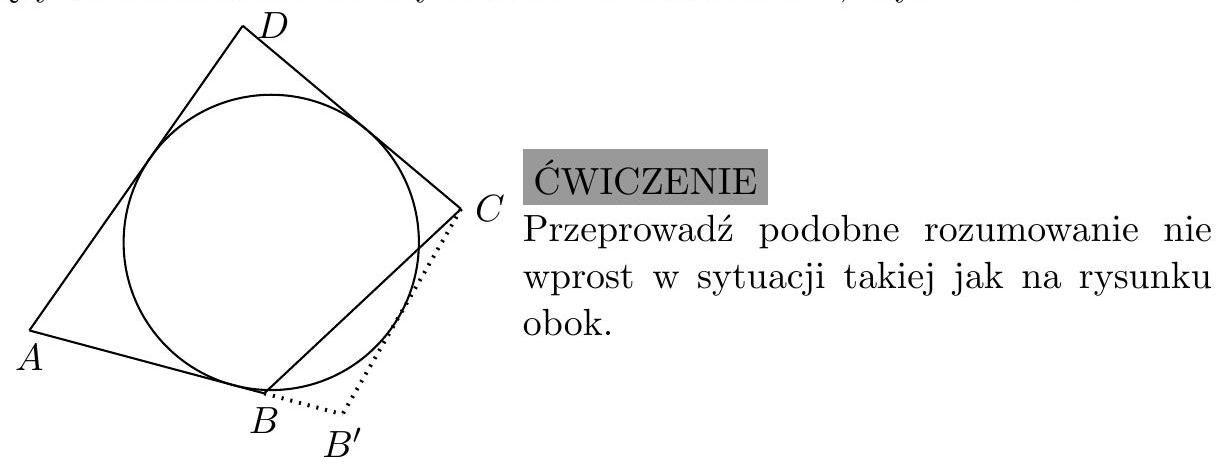 D
C
ĆWICZENIE
Przeprowadź podobne rozumowanie nie
wprost w sytuacji takiej jak na rysunku
obok.
A
B
B′